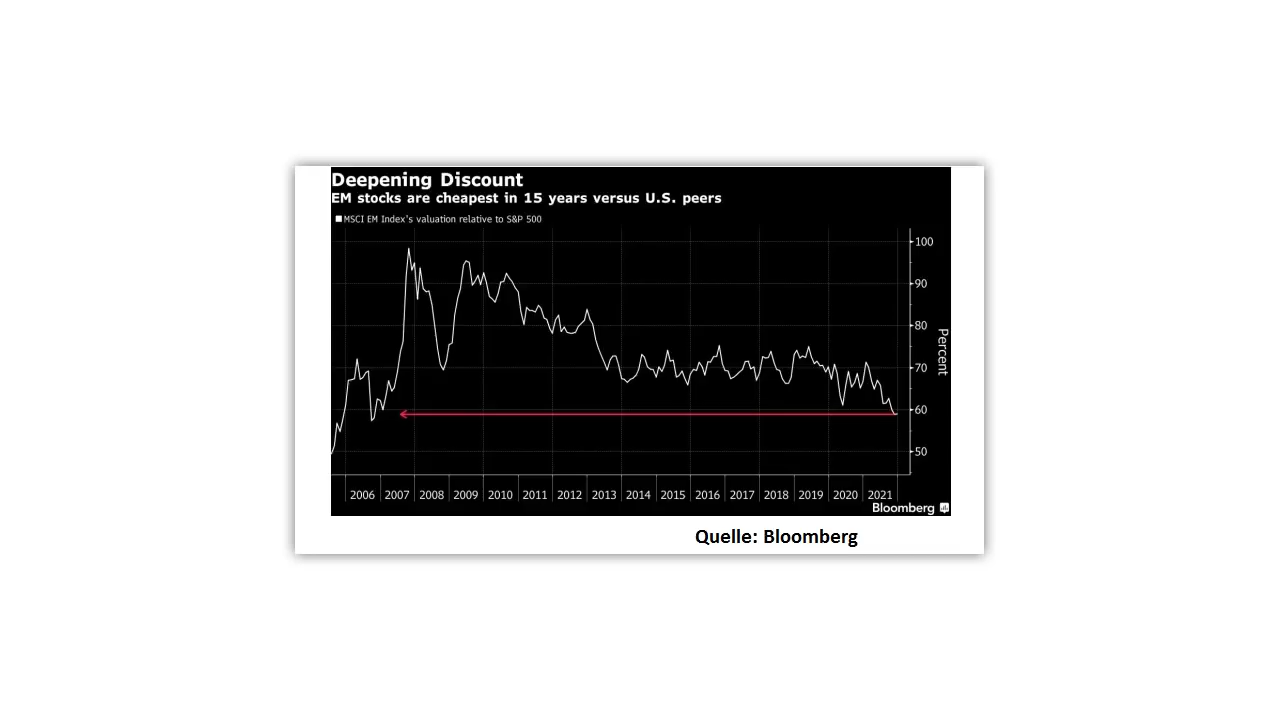 Deepening Discount
EM stocks are cheapest in 15 years versus U.S. peers
MSCI EM Index's valuation relative to S&P 500
100
90
80
70
60
50
Percent
2006 2007 2008 2009 2010 2011 2012 2013 2014 2015 2016 2017 2018 2019 2020 2021
Bloomberg
Quelle: Bloomberg